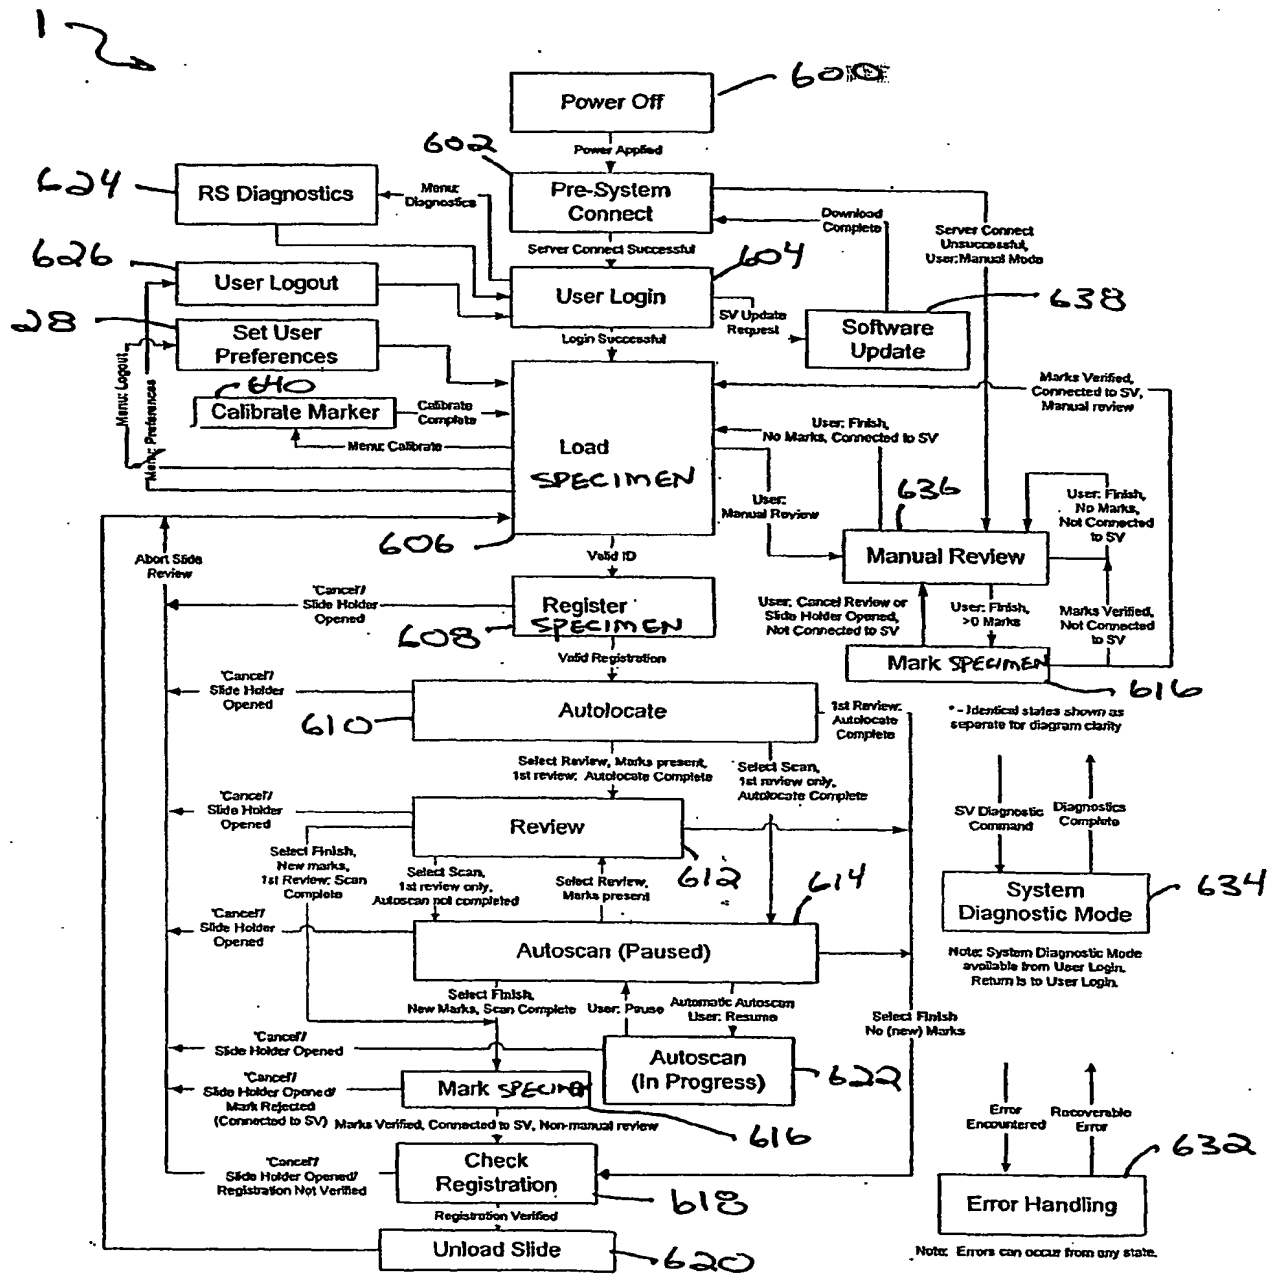 1
Power Off
600
Power Applied
602
624
RS Diagnostics
Menu:
Diagnostics
Pre-System
Connect
Download
Complete
Server Connect
Unsuccessful,
User:Manual Mode
Server Connect Successful
626
User Logout
User Login
604
SV Update
Request
638
Software
Update
28
Set User
Preferences
Login Successful
Menu: Logout
Menu: Preferences
640
Calibrate Marker
Calibrate
Complete
Menu: Calibrate
Load
SPECIMEN
606
Marks Verified,
Connected to SV,
Manual review
User: Finish,
No Marks, Connected to SV
User:
Manual Review
636
User: Finish,
No Marks,
Not Connected
to SV
Manual Review
Abort Slide
Review
Valid ID
'Cancel'/
Slide Holder
Opened
Register
SPECIMEN
608
User: Cancel Review or
Slide Holder Opened,
Not Connected to SV
User: Finish,
>0 Marks
Marks Verified,
Not Connected
to SV
Valid Registration
Mark SPECIMEN
616
'Cancel'/
Slide Holder
Opened
610
Autolocate
1st Review:
Autolocate
Complete
* - Identical states shown as
seperate for diagram clarity
Select Review, Marks present,
1st review: Autolocate Complete
Select Scan,
1st review only,
Autolocate Complete
'Cancel'/
Slide Holder
Opened
Review
612
SV Diagnostic
Command
Diagnostics
Complete
Select Finish,
New marks,
1st Review: Scan
Complete
Select Scan,
1st review only,
Autoscan not completed
Select Review,
Marks present
614
System
Diagnostic Mode
634
'Cancel'/
Slide Holder
Opened
Autoscan (Paused)
Note: System Diagnostic Mode
available from User Login.
Return is to User Login.
Select Finish,
New Marks, Scan Complete
User: Pause
Automatic Autoscan
User: Resume
Select Finish
No (new) Marks
'Cancel'/
Slide Holder Opened
Autoscan
(In Progress)
622
'Cancel'/
Slide Holder Opened/
Mark Rejected
(Connected to SV)
Mark SPECIMEN
616
Marks Verified, Connected to SV, Non-manual review
Error
Encountered
Recoverable
Error
632
'Cancel'/
Slide Holder Opened/
Registration Not Verified
Check
Registration
618
Error Handling
Registration Verified
Unload Slide
620
Note: Errors can occur from any state.